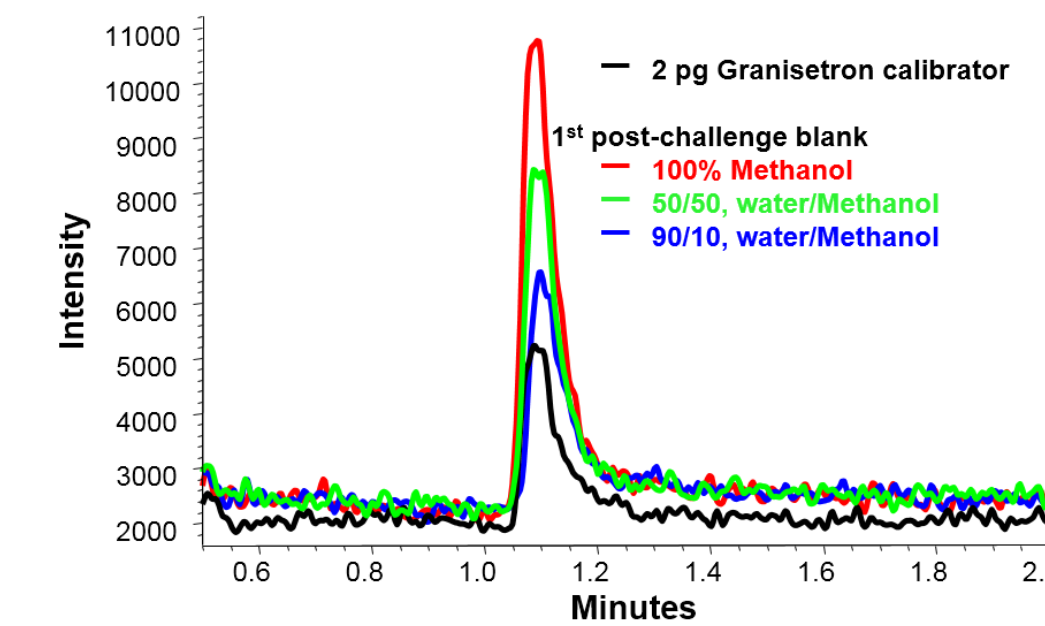 11000
10000
9000
8000
7000
6000
5000
4000
3000
2000
Intensity
2 pg Granisetron calibrator
1st post-challenge blank
100% Methanol
50/50, water/Methanol
90/10, water/Methanol
0.6 0.8 1.0 1.2 1.4 1.6 1.8 2.
Minutes